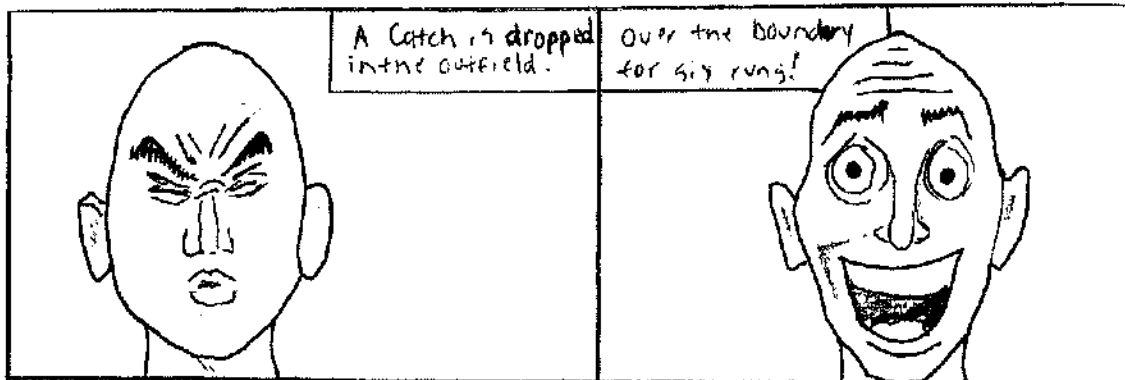 A Catch is dropped
in the outfield.
Over the boundary
for six runs!